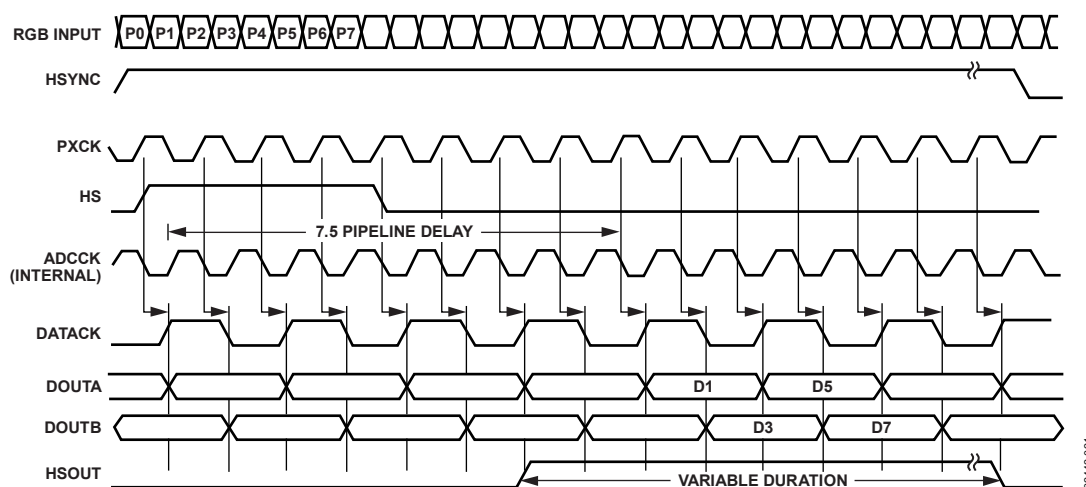 RGB INPUT P0 P1 P2 P3 P4 P5 P6 P7
HSYNC
PXCK
HS
7.5 PIPELINE DELAY
ADCCK
(INTERNAL)
DATACK
DOUTA D1 D5
DOUTB D3 D7
HSOUT VARIABLE DURATION